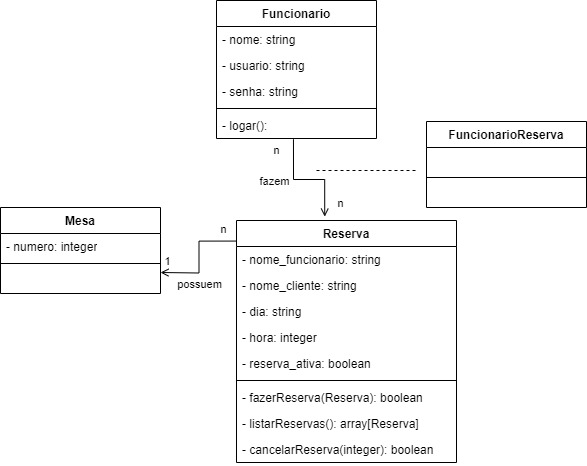 Funcionario
- nome: string
- usuario: string
- senha: string
- logar():
n
fazem
n
FuncionarioReserva
Mesa
- numero: integer
n
1
possuem
Reserva
- nome_funcionario: string
- nome_cliente: string
- dia: string
- hora: integer
- reserva_ativa: boolean
- fazerReserva(Reserva): boolean
- listarReservas(): array[Reserva]
- cancelarReserva(integer): boolean